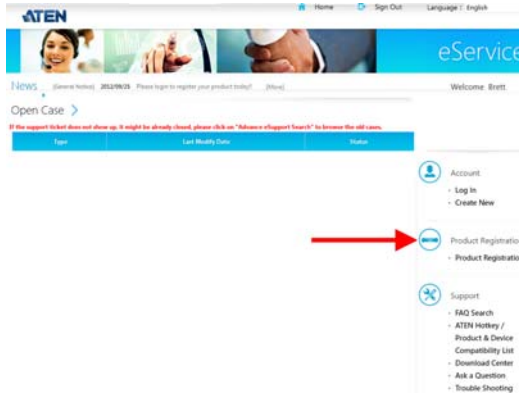 ATEN
Home Sign Out Language : English
eService
News [General Notice] 2012/09/25 Please login to register your product today!! [More]
Welcome Brett
Open Case >
If the support ticket does not show up. It might be already closed, please click on "Advance eSupport Search" to browse the old cases.
Type Last Modify Date Status
Account
- Log In
- Create New
Product Registratio
- Product Registratio
Support
- FAQ Search
- ATEN Hotkey /
Product & Device
Compatibility List
- Download Center
- Ask a Question
- Trouble Shooting